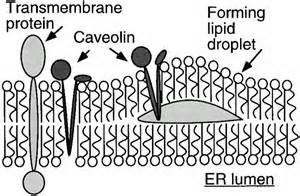 Transmembrane
protein
Caveolin
Forming
lipid
droplet
ER lumen